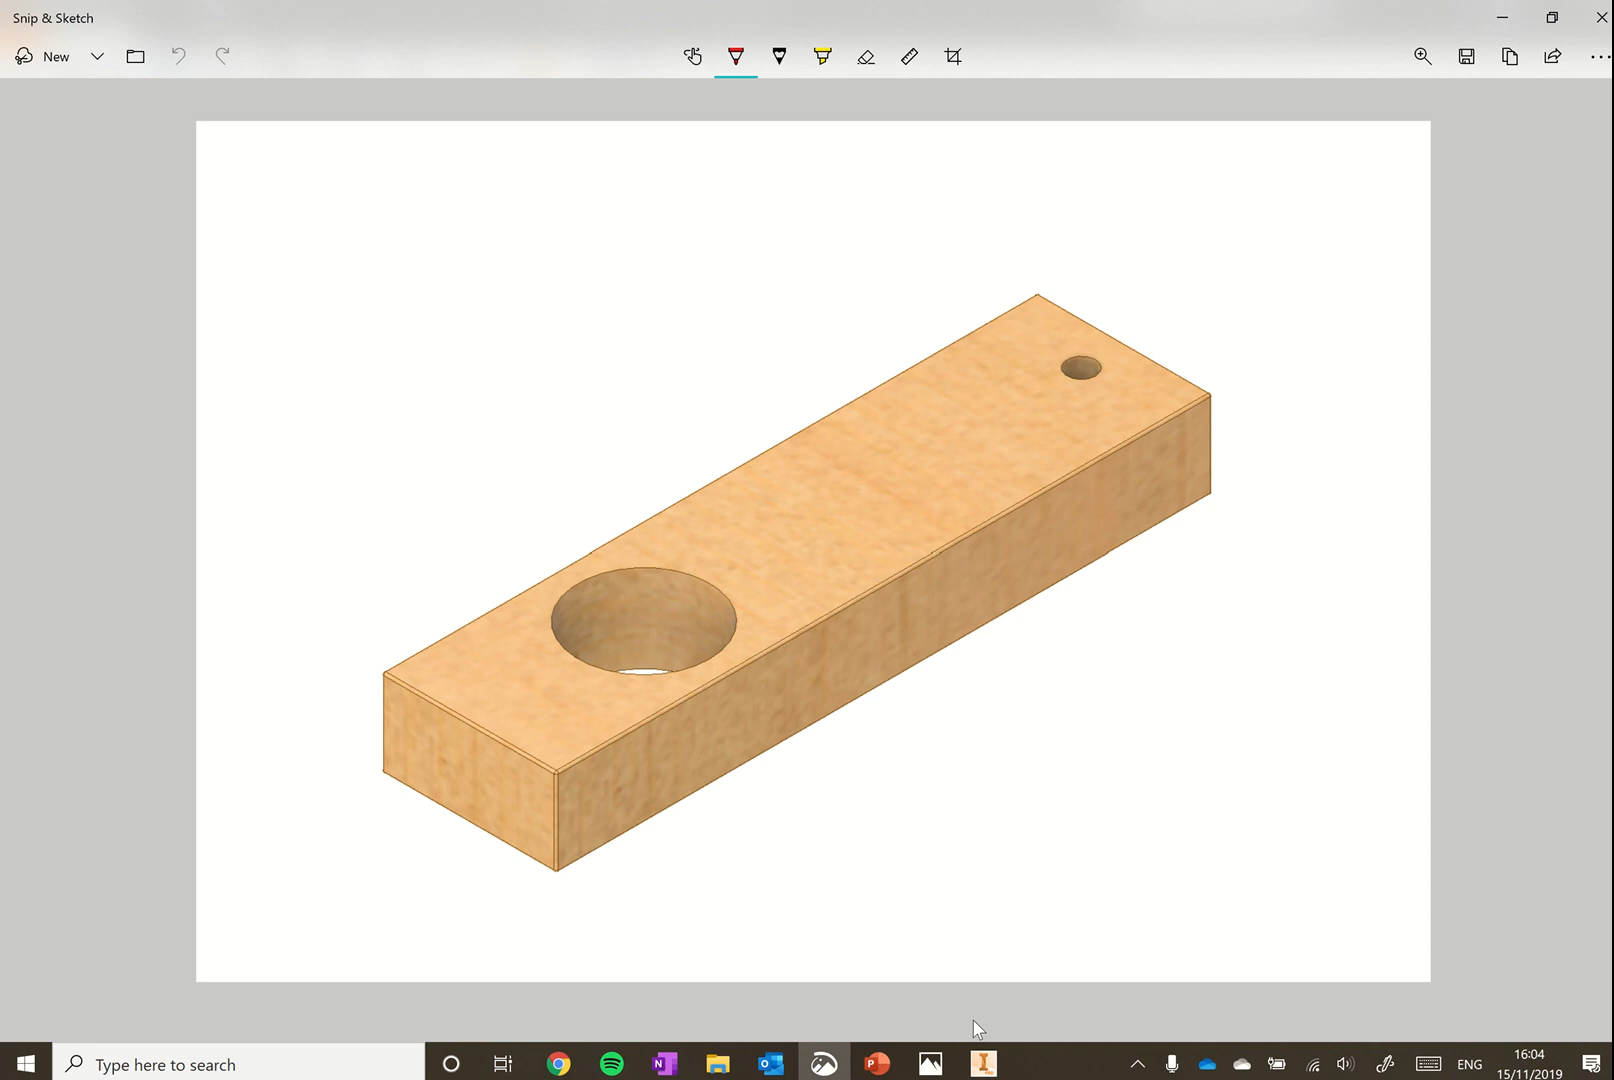 Snip & Sketch
New
Type here to search
ENG
16:04
15/11/2019